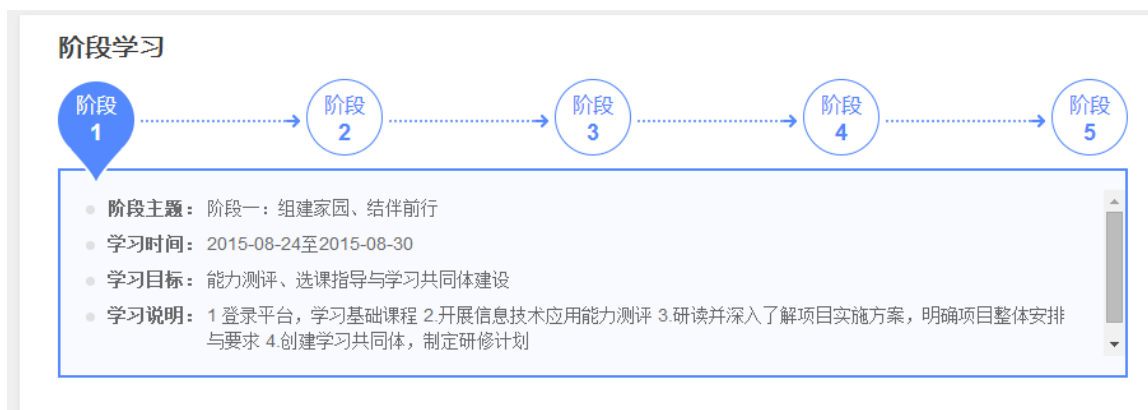 阶段学习
阶段
1
阶段
2
阶段
3
阶段
4
阶段
5
阶段主题：阶段一：组建家园、结伴前行
学习时间：2015-08-24至2015-08-30
学习目标：能力测评、选课指导与学习共同体建设
学习说明：1 登录平台，学习基础课程 2.开展信息技术应用能力测评 3.研读并深入了解项目实施方案，明确项目整体安排
与要求 4.创建学习共同体，制定研修计划